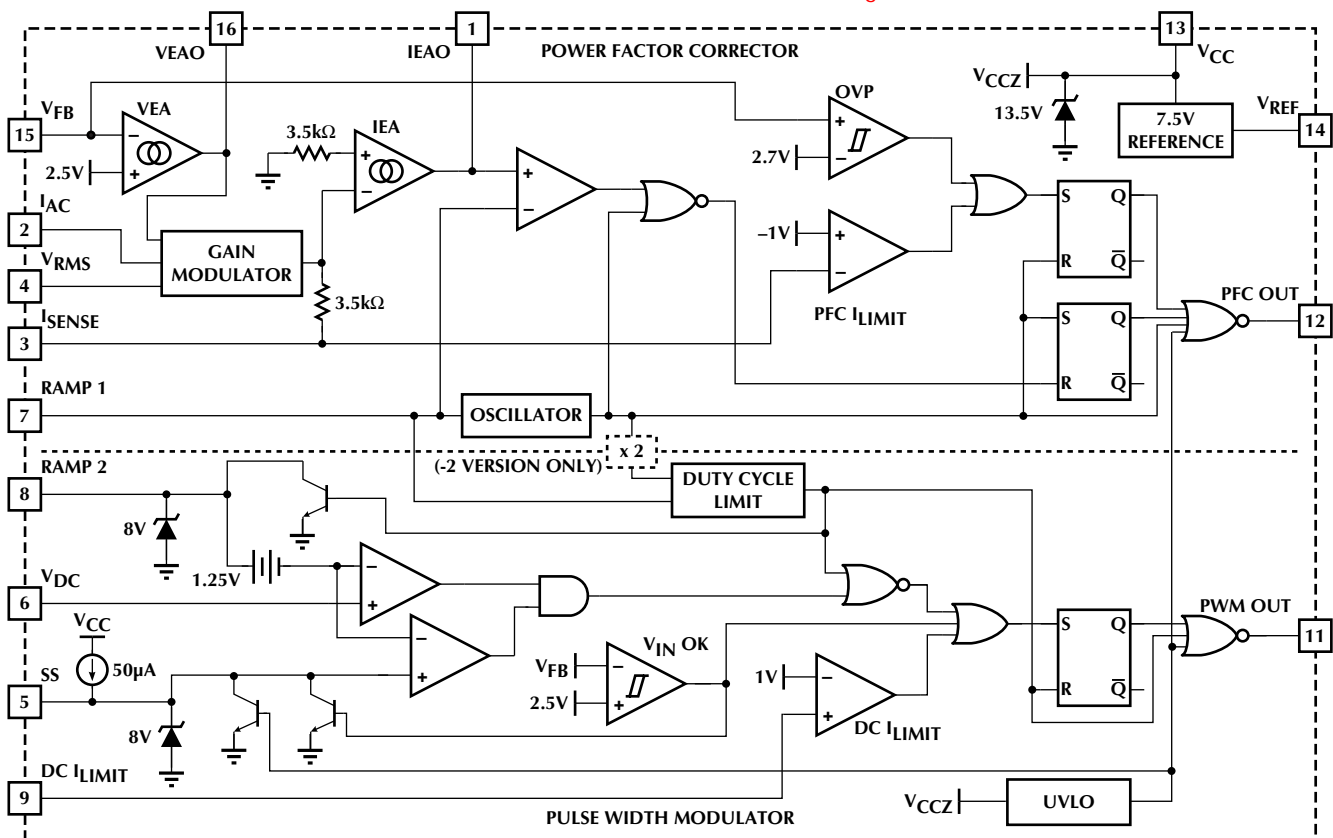 16
1
13
VEAO
IEAO
POWER FACTOR CORRECTOR
VCC
VCCZ
13.5V
7.5V
REFERENCE
VREF
14
VFB
15
VEA
−
+
2.5V
3.5kΩ
IEA
+
−
+
−
OVP
+
−
2.7V
IAC
2
VRMS
4
GAIN
MODULATOR
3.5kΩ
ISENSE
3
−1V
+
−
PFC ILIMIT
S
Q
R
Q
S
Q
R
Q
PFC OUT
12
RAMP 1
7
OSCILLATOR
x 2
(-2 VERSION ONLY)
RAMP 2
8
DUTY CYCLE
LIMIT
8V
1.25V
−
+
VDC
6
VCC
50µA
SS
5
−
+
8V
VIN OK
VFB
−
2.5V
+
1V
−
+
DC ILIMIT
S
Q
R
Q
PWM OUT
11
DC ILIMIT
9
PULSE WIDTH MODULATOR
VCCZ
UVLO